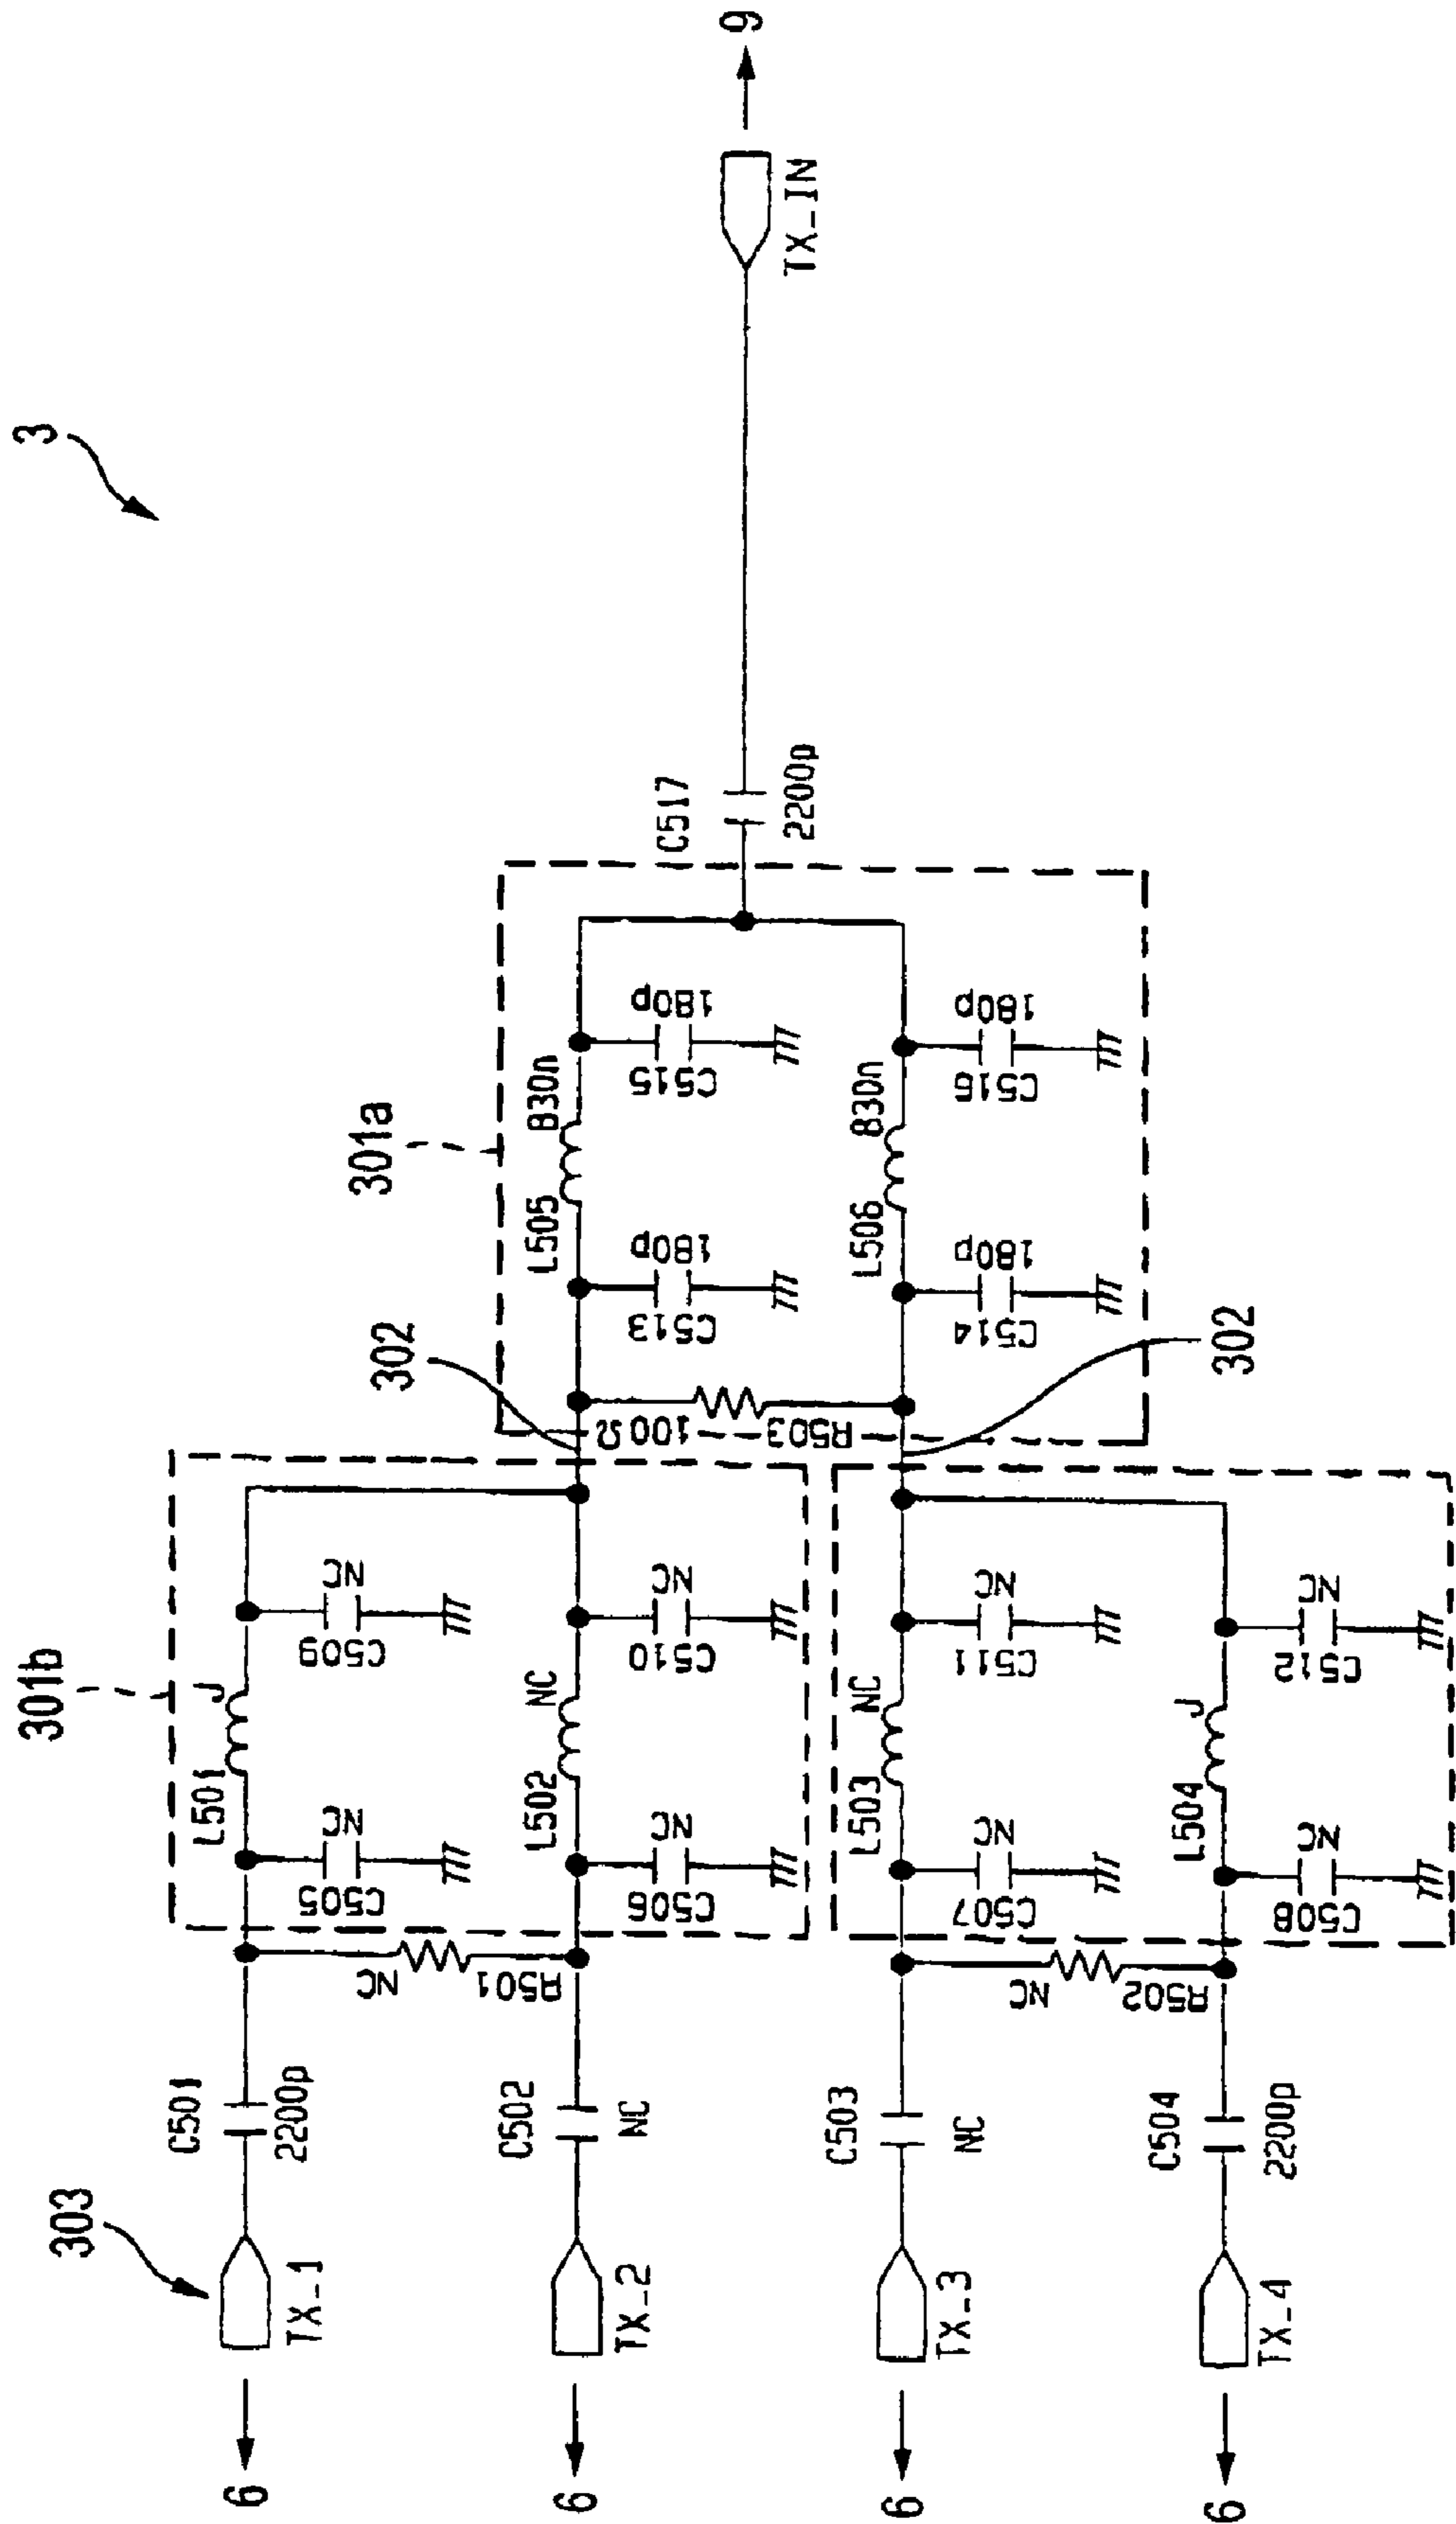 3
9
TX_IN
C517
2200p
301a
L505
830n
C515
180p
C513
180p
L506
830n
C516
180p
C514
180p
302
302
R503
100Ω
301b
L501
J
C509
NC
C505
NC
L502
NC
C510
NC
C506
NC
L503
NC
C511
NC
C507
NC
L504
J
C512
NC
C508
NC
R501
NC
R502
NC
C501
2200p
C502
NC
C503
NC
C504
2200p
303
TX_1
TX_2
TX_3
TX_4
6
6
6
6